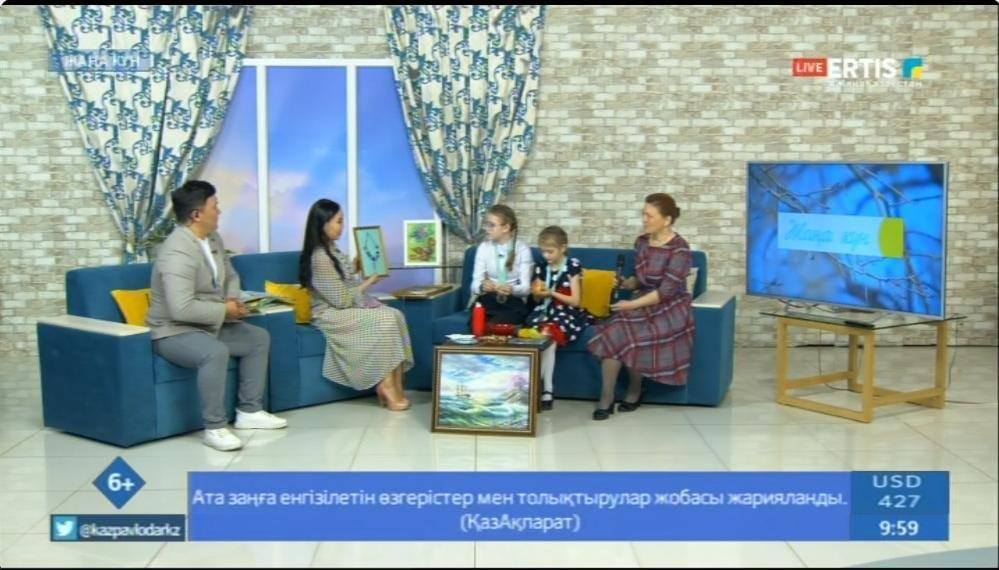 ЖАҢА КҮН
LIVE ERTIS
Жаңа күн
6+
Ата заңға енгізілетін өзгерістер мен толықтырулар жобасы жарияланды.
(ҚазАқпарат)
USD
427
@kazpavlodarkz
9:59